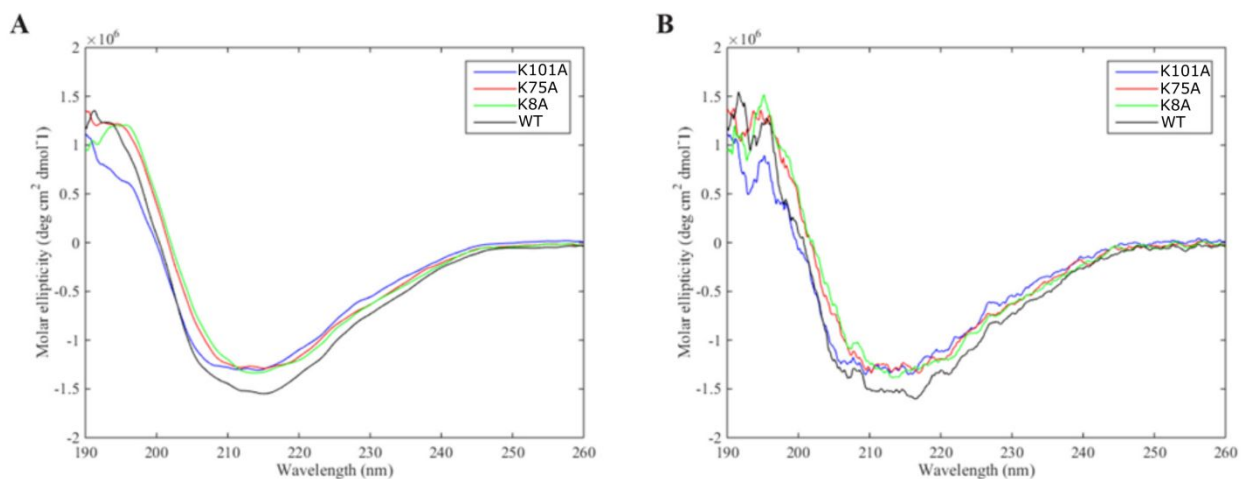 A
×10⁶
2
1.5
1
0.5
0
-0.5
-1
-1.5
-2
Molar ellipticity (deg cm² dmol⁻1)
190 200 210 220 230 240 250 260
Wavelength (nm)
K101A
K75A
K8A
WT
B
×10⁶
2
1.5
1
0.5
0
-0.5
-1
-1.5
-2
Molar ellipticity (deg cm² dmol⁻1)
190 200 210 220 230 240 250 260
Wavelength (nm)
K101A
K75A
K8A
WT